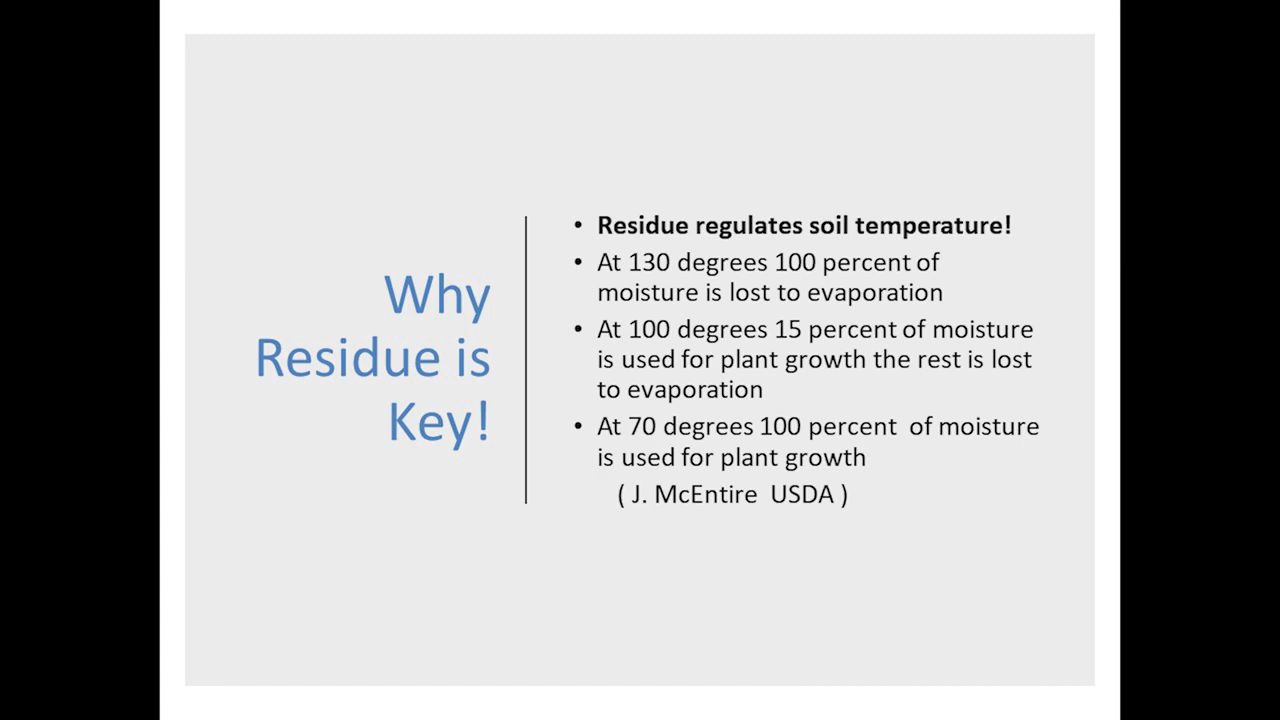 Why
Residue is
Key!
• Residue regulates soil temperature!
• At 130 degrees 100 percent of
moisture is lost to evaporation
• At 100 degrees 15 percent of moisture
is used for plant growth the rest is lost
to evaporation
• At 70 degrees 100 percent  of moisture
is used for plant growth
( J. McEntire  USDA )